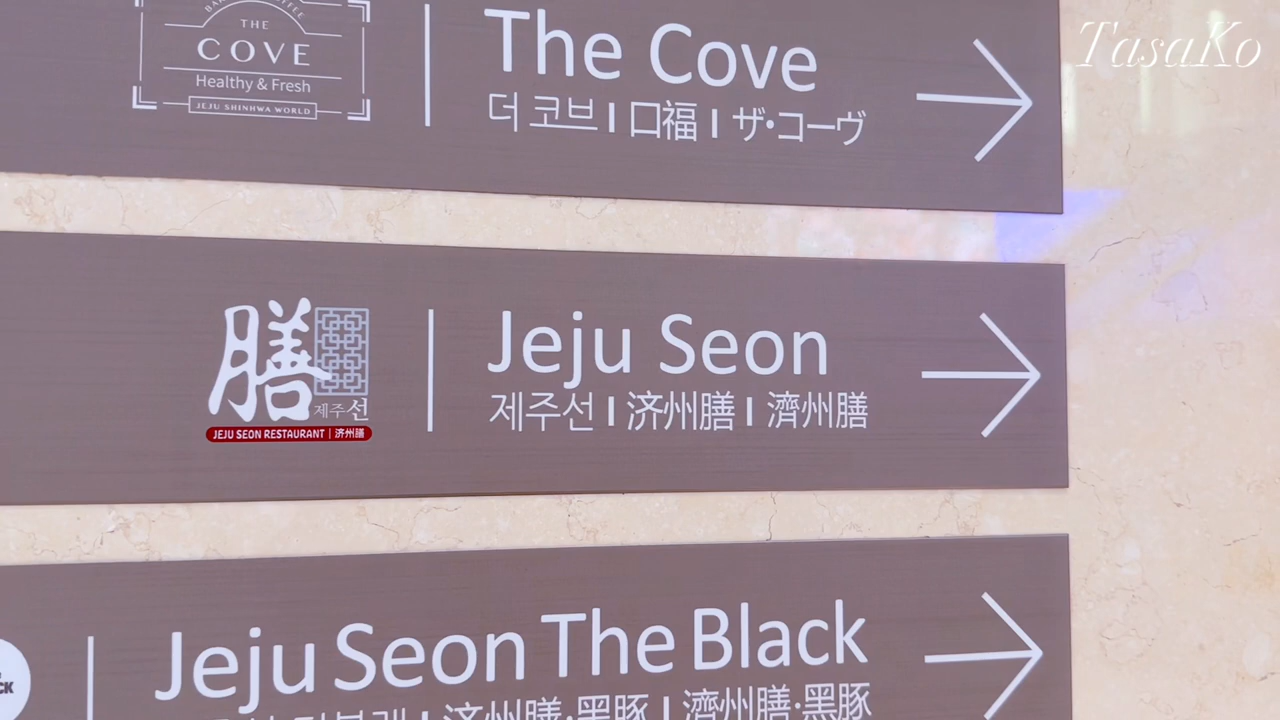 THE
COVE
Healthy & Fresh
JEJU SHINHWA WORLD
The Cove
더 코브 I 口福 I ザ•コーヴ
TasaKo
膳
제주선
JEJU SEON RESTAURANT | 济州膳
Jeju Seon
제주선 I 济州膳 I 濟州膳
Jeju Seon The Black
济州膳·黑豚 I 濟州膳·黑豚